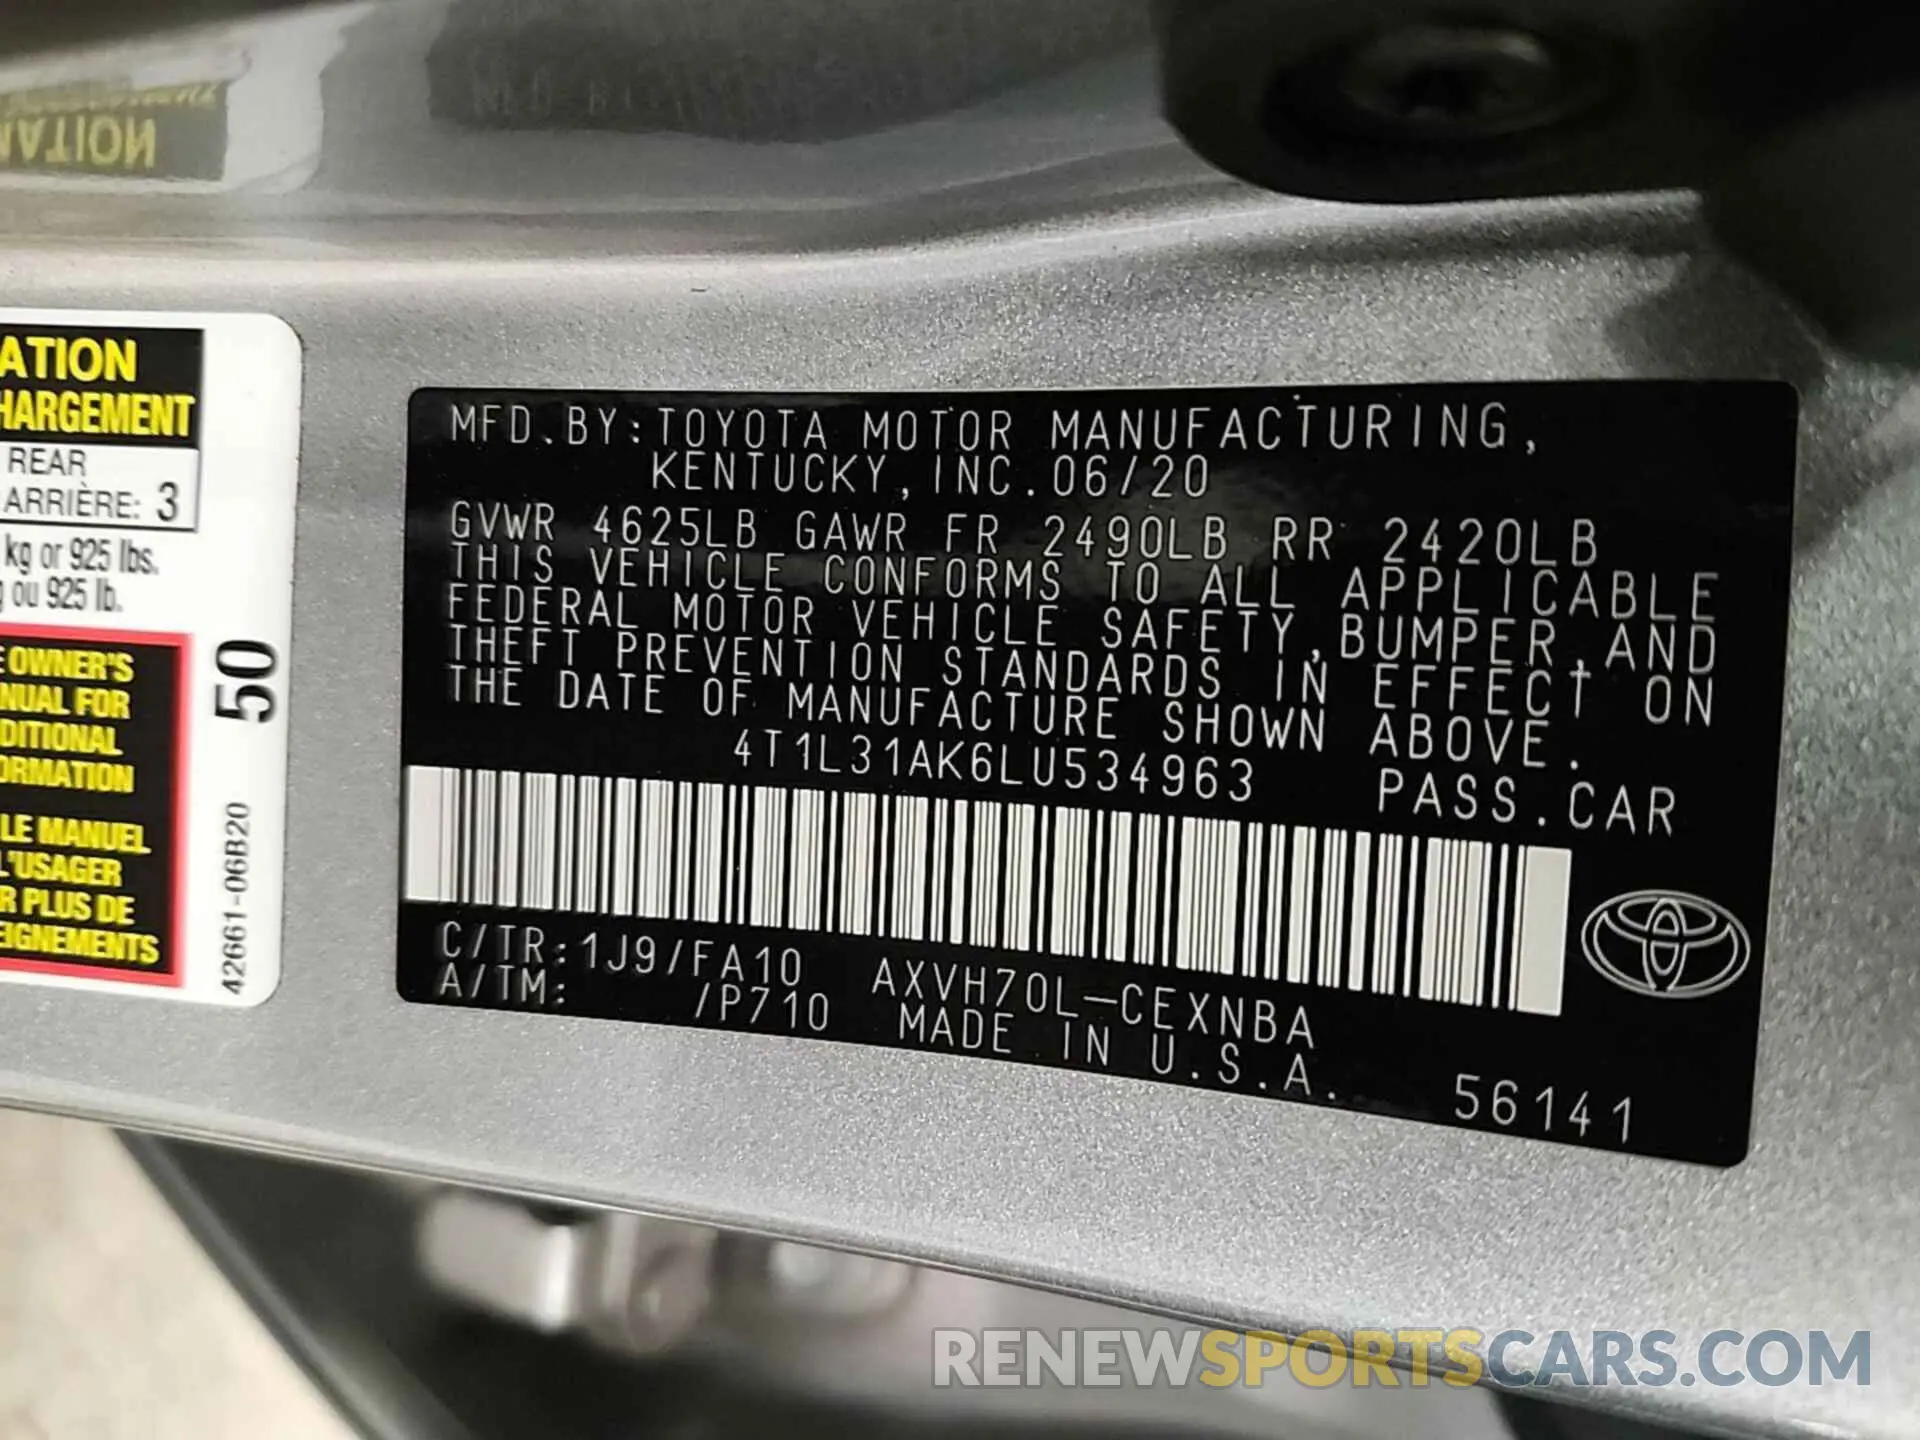 NATION
ATION
HARGEMENT
REAR
ARRIÈRE: 3
kg or 925 lbs.
ou 925 lb.
E OWNER'S
NUAL FOR
DITIONAL
ORMATION
LE MANUEL
L'USAGER
R PLUS DE
EIGNEMENTS
50
42661-06B20
MFD.BY:TOYOTA MOTOR MANUFACTURING,
KENTUCKY,INC.06/20
GVWR 4625LB GAWR FR 2490LB RR 2420LB
THIS VEHICLE CONFORMS TO ALL APPLICABLE
FEDERAL MOTOR VEHICLE SAFETY,BUMPER,AND
THEFT PREVENTION STANDARDS IN EFFECT ON
THE DATE OF MANUFACTURE SHOWN ABOVE.
4T1L31AK6LU534963 PASS.CAR
C/TR:1J9/FA10 AXVH70L-CEXNBA
A/TM: /P710 MADE IN U.S.A.
56141
RENEWSPORTSCARS.COM